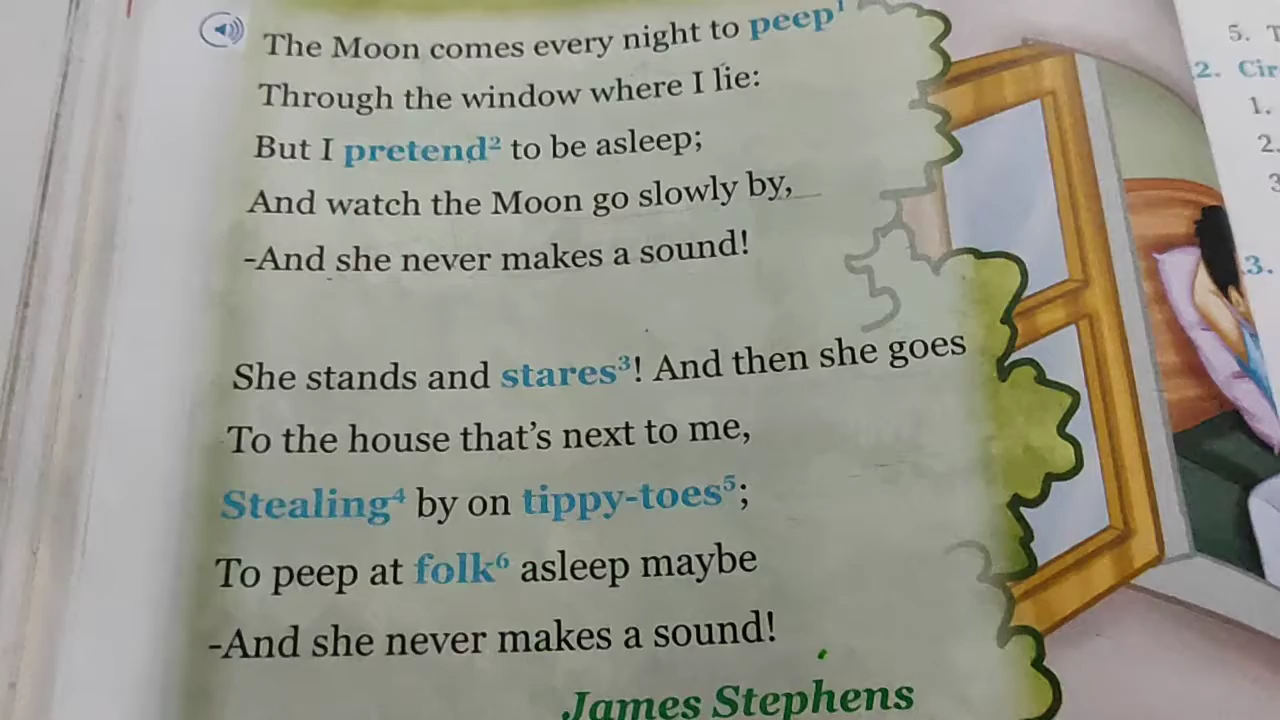 The Moon comes every night to peep¹
Through the window where I lie:
But I pretend² to be asleep;
And watch the Moon go slowly by,
-And she never makes a sound!
She stands and stares³! And then she goes
To the house that's next to me,
Stealing⁴ by on tippy-toes⁵;
To peep at folk⁶ asleep maybe
-And she never makes a sound!
James Stephens
5.
2. Cir
1.
2.
3
3.